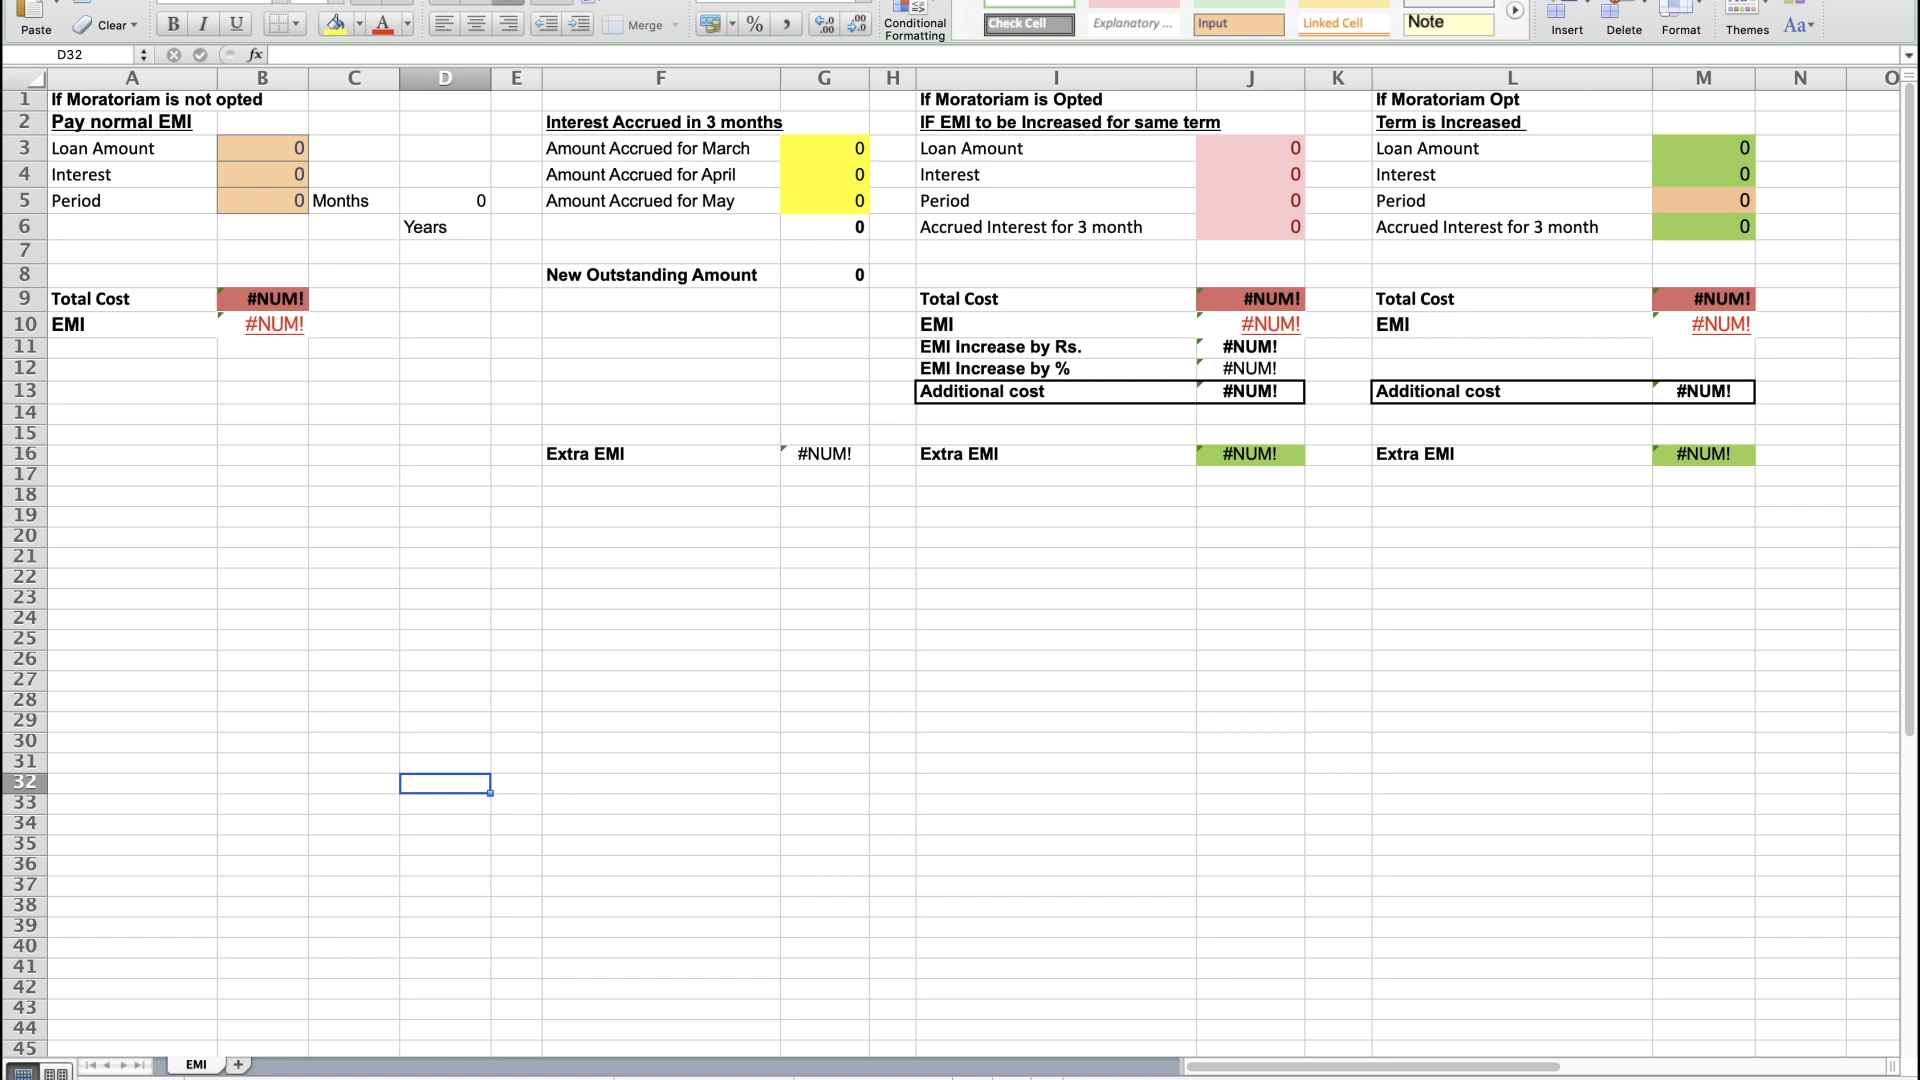 Paste Clear B I U A Merge % Conditional Formatting Check Cell Explanatory ... Input Linked Cell Note Insert Delete Format Themes Aa
D32 fx
A B C D E F G H I J K L M N O
1 If Moratoriam is not opted If Moratoriam is Opted If Moratoriam Opt
2 Pay normal EMI Interest Accrued in 3 months IF EMI to be Increased for same term Term is Increased
3 Loan Amount 0 Amount Accrued for March 0 Loan Amount 0 Loan Amount 0
4 Interest 0 Amount Accrued for April 0 Interest 0 Interest 0
5 Period 0 Months 0 Amount Accrued for May 0 Period 0 Period 0
6 Years 0 Accrued Interest for 3 month 0 Accrued Interest for 3 month 0
7
8 New Outstanding Amount 0
9 Total Cost #NUM! Total Cost #NUM! Total Cost #NUM!
10 EMI #NUM! EMI #NUM! EMI #NUM!
11 EMI Increase by Rs. #NUM!
12 EMI Increase by % #NUM!
13 Additional cost #NUM! Additional cost #NUM!
14
15
16 Extra EMI #NUM! Extra EMI #NUM! Extra EMI #NUM!
17
18
19
20
21
22
23
24
25
26
27
28
29
30
31
32
33
34
35
36
37
38
39
40
41
42
43
44
45
EMI